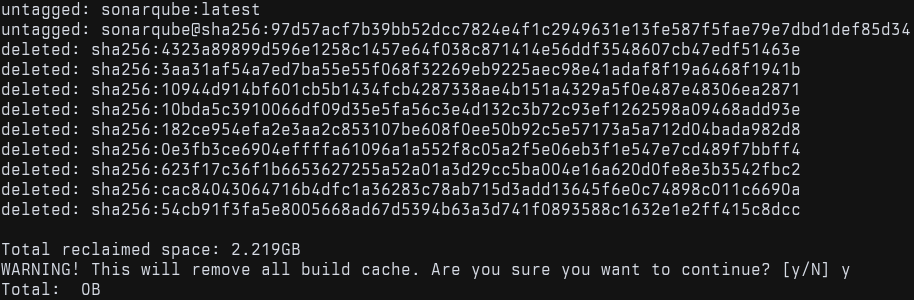 untagged: sonarqube:latest
untagged: sonarqube@sha256:97d57acf7b39bb52dcc7824e4f1c2949631e13fe587f5fae79e7dbd1def85d34
deleted: sha256:4323a89899d596e1258c1457e64f038c871414e56ddf3548607cb47edf51463e
deleted: sha256:3aa31af54a7ed7ba55e55f068f32269eb9225aec98e41adaf8f19a6468f1941b
deleted: sha256:10944d914bf601cb5b1434fcb4287338ae4b151a4329a5f0e487e48306ea2871
deleted: sha256:10bda5c3910066df09d35e5fa56c3e4d132c3b72c93ef1262598a09468add93e
deleted: sha256:182ce954efa2e3aa2c853107be608f0ee50b92c5e57173a5a712d04bada982d8
deleted: sha256:0e3fb3ce6904effffa61096a1a552f8c05a2f5e06eb3f1e547e7cd489f7bbff4
deleted: sha256:623f17c36f1b6653627255a52a01a3d29cc5ba004e16a620d0fe8e3b3542fbc2
deleted: sha256:cac84043064716b4dfc1a36283c78ab715d3add13645f6e0c74898c011c6690a
deleted: sha256:54cb91f3fa5e8005668ad67d5394b63a3d741f0893588c1632e1e2ff415c8dcc
Total reclaimed space: 2.219GB
WARNING! This will remove all build cache. Are you sure you want to continue? [y/N] y
Total:  0B